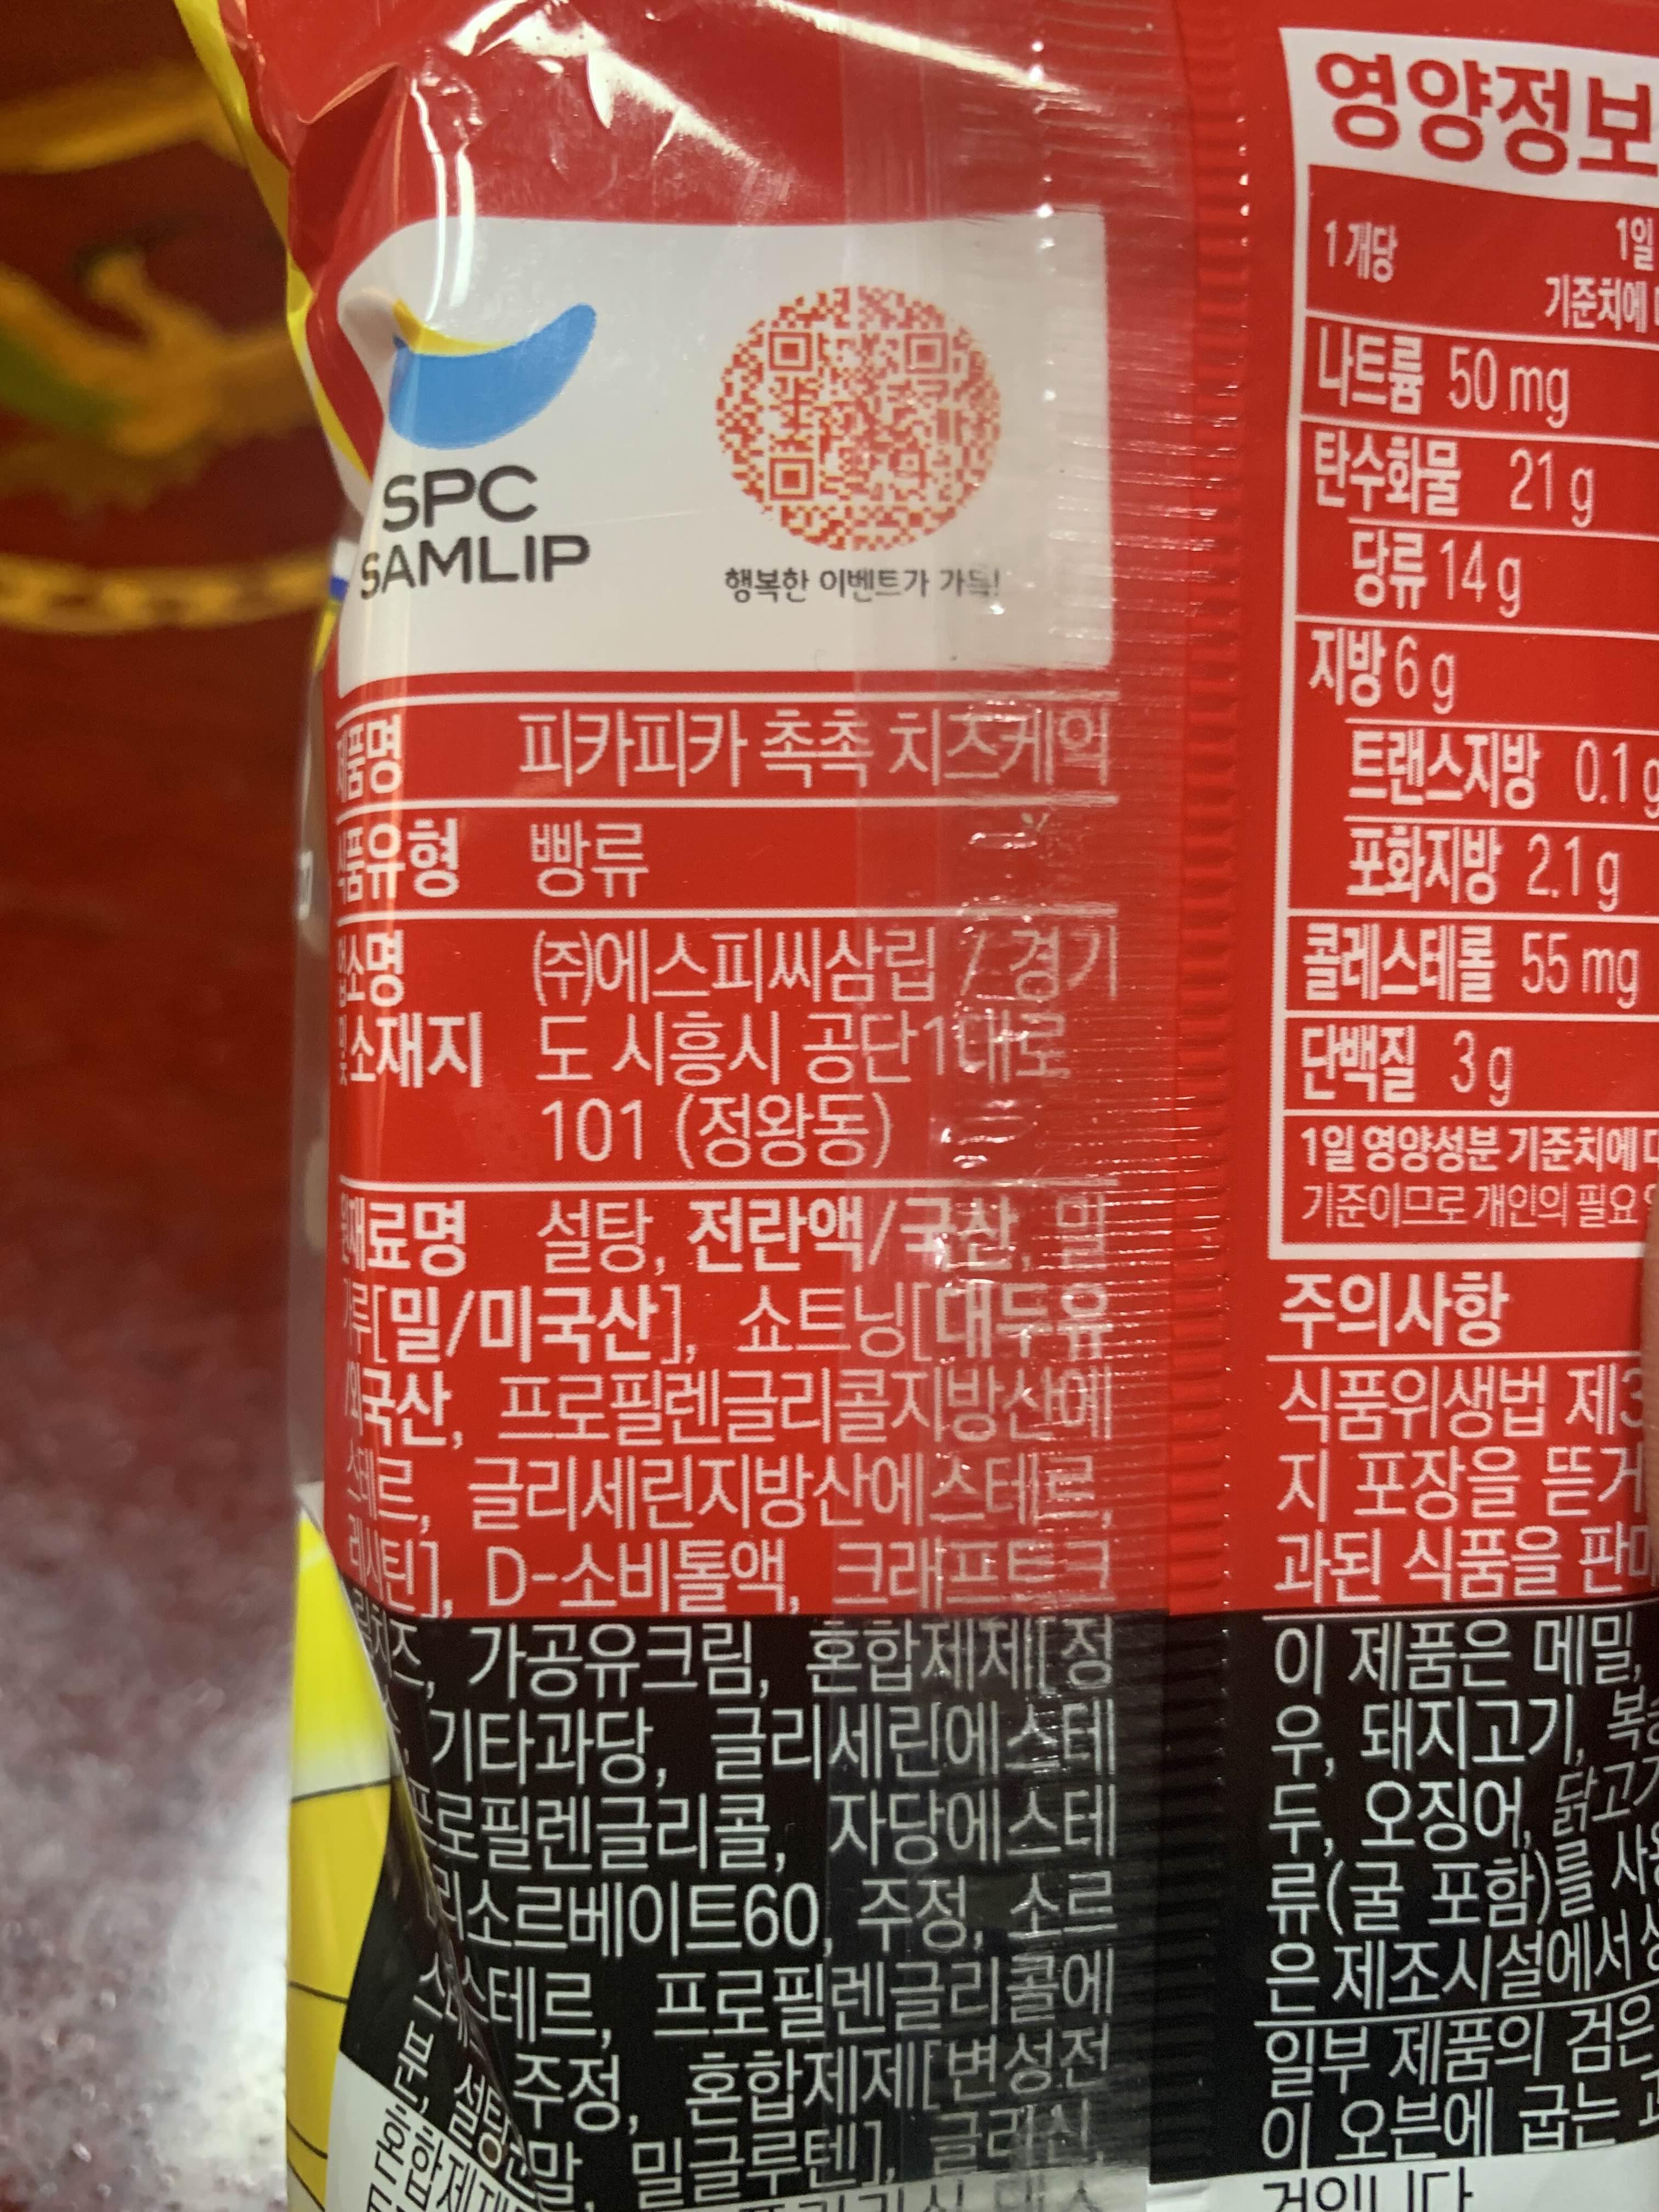 SPC
SAMLIP
행복한 이벤트가 가득!
제품명 피카피카 촉촉 치즈케익
식품유형 빵류
업소명 ㈜에스피씨삼립 / 경기
및소재지 도 시흥시 공단1대로
101 (정왕동)
원재료명 설탕, 전란액/국산, 밀
가루[밀/미국산], 쇼트닝[대두유
/외국산, 프로필렌글리콜지방산에
스테르, 글리세린지방산에스테르,
레시틴], D-소비톨액, 크래프트크
림치즈, 가공유크림, 혼합제제[정
기타과당, 글리세린에스테
프로필렌글리콜, 자당에스테
리소르베이트60, 주정, 소르
스테르, 프로필렌글리콜에
주정, 혼합제제[변성전
분, 설탕 말, 밀글루텐], 글리신,
혼합제제
영양정보
1개당 1일
기준치에
나트륨 50 mg
탄수화물 21 g
당류 14 g
지방 6 g
트랜스지방 0.1 g
포화지방 2.1 g
콜레스테롤 55 mg
단백질 3 g
1일 영양성분 기준치에
기준이므로 개인의 필요
주의사항
식품위생법 제3
지 포장을 뜯거
과된 식품을 판매
이 제품은 메밀,
우, 돼지고기, 복
두, 오징어, 닭고기
류(굴 포함)를
은 제조시설에서
일부 제품의 검은
이 오븐에 굽는
것입니다